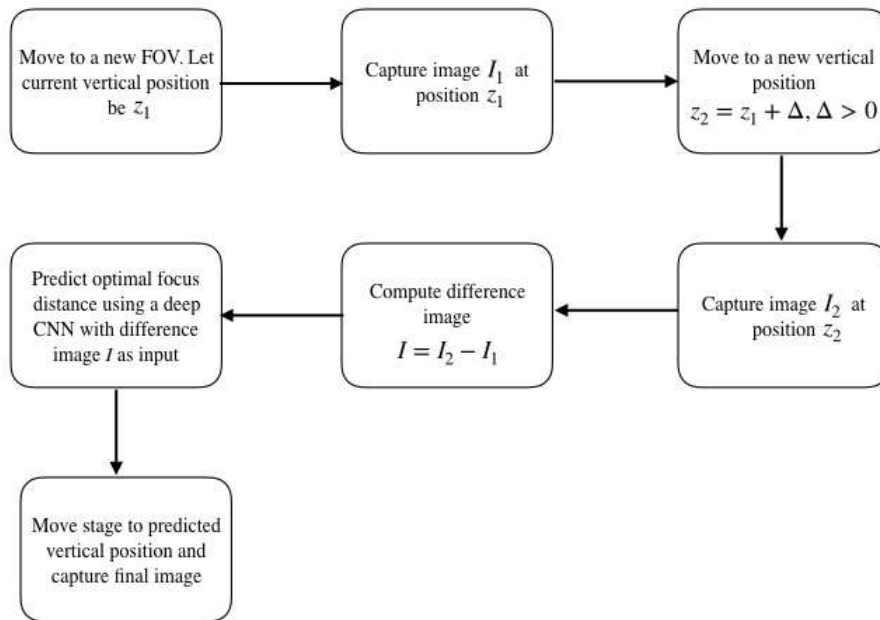 Move to a new FOV. Let
current vertical position
be z₁
Capture image I₁ at
position z₁
Move to a new vertical
position
z₂ = z₁ + Δ, Δ > 0
Capture image I₂ at
position z₂
Compute difference
image
I = I₂ − I₁
Predict optimal focus
distance using a deep
CNN with difference
image I as input
Move stage to predicted
vertical position and
capture final image